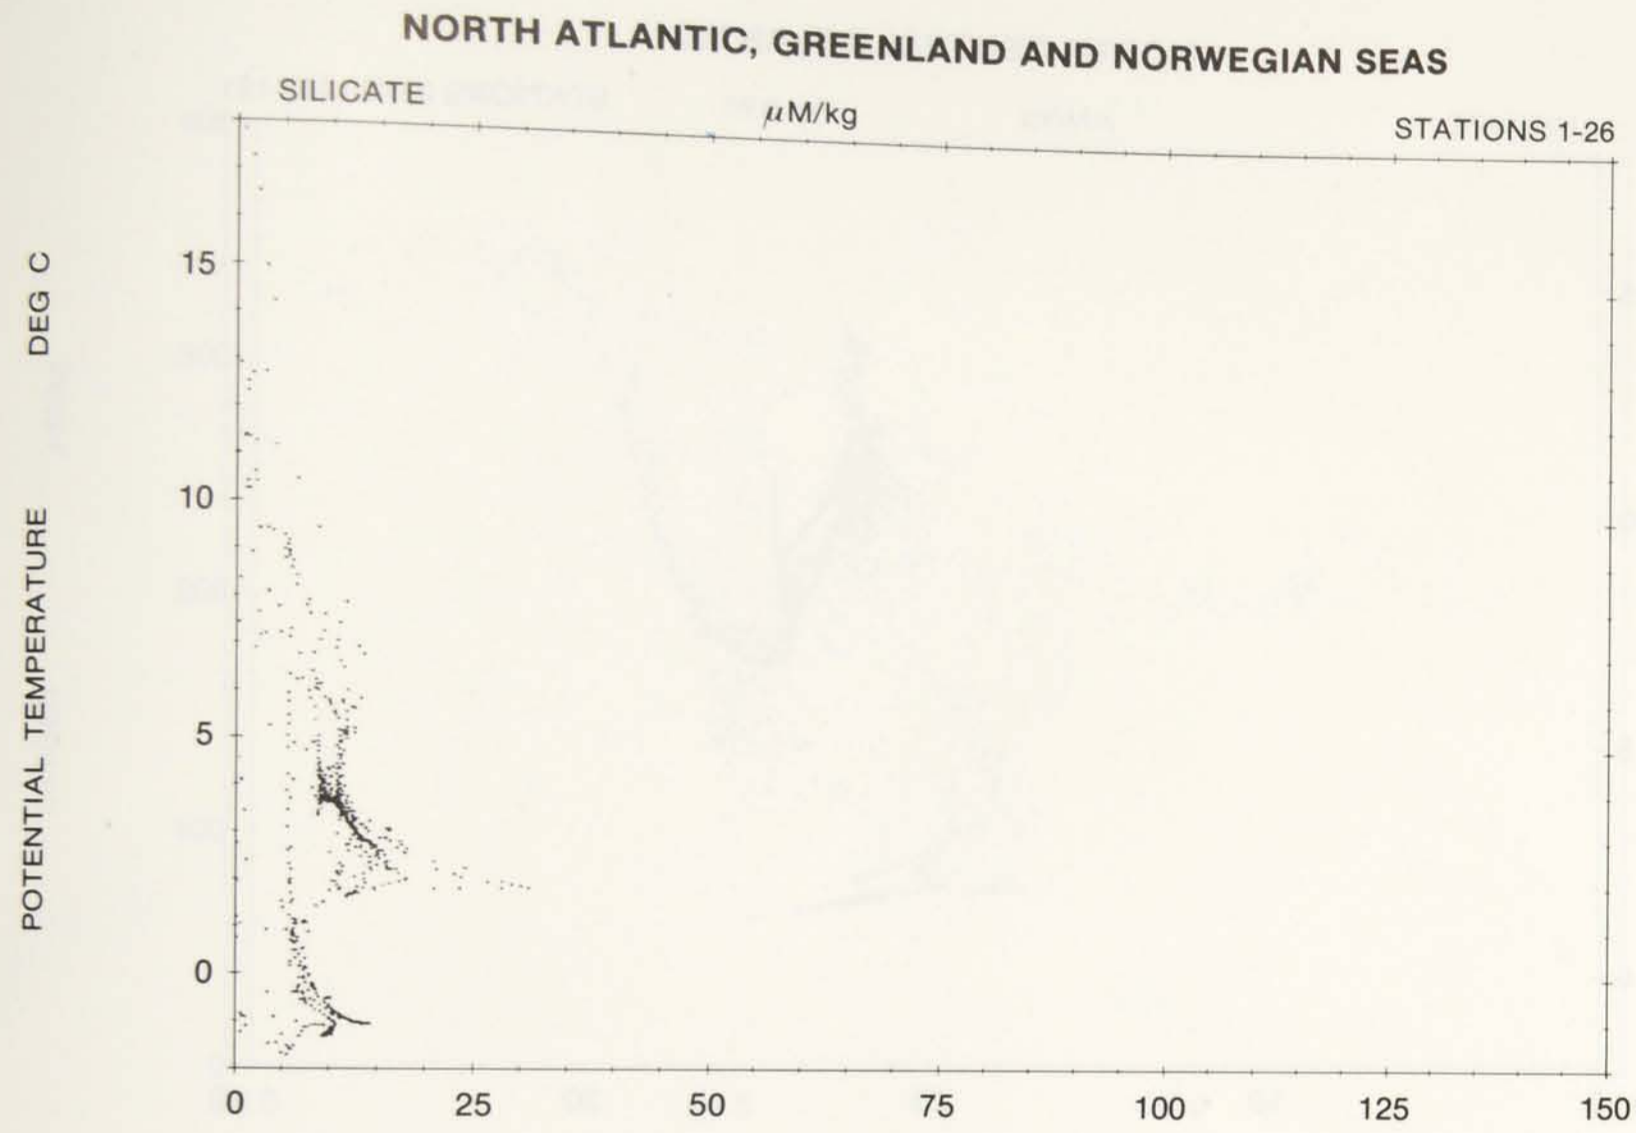 NORTH ATLANTIC, GREENLAND AND NORWEGIAN SEAS
SILICATE
μM/kg
STATIONS 1-26
POTENTIAL TEMPERATURE DEG C
15
10
5
0
0 25 50 75 100 125 150